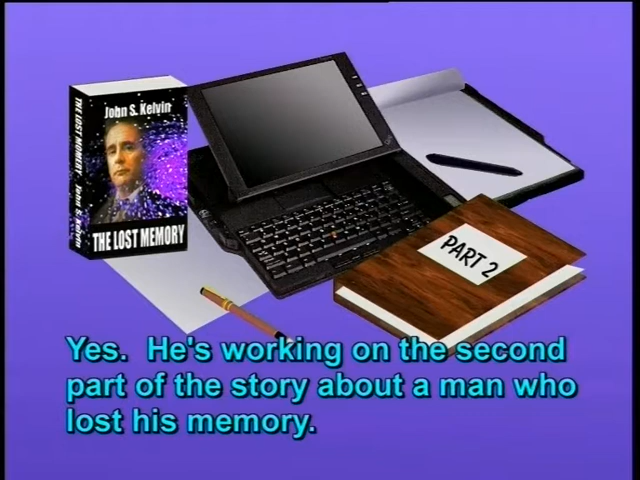 John S. Kelvin
THE LOST MOMERY John S. Kelvin
THE LOST MEMORY
PART 2
Yes. He's working on the second
part of the story about a man who
lost his memory.